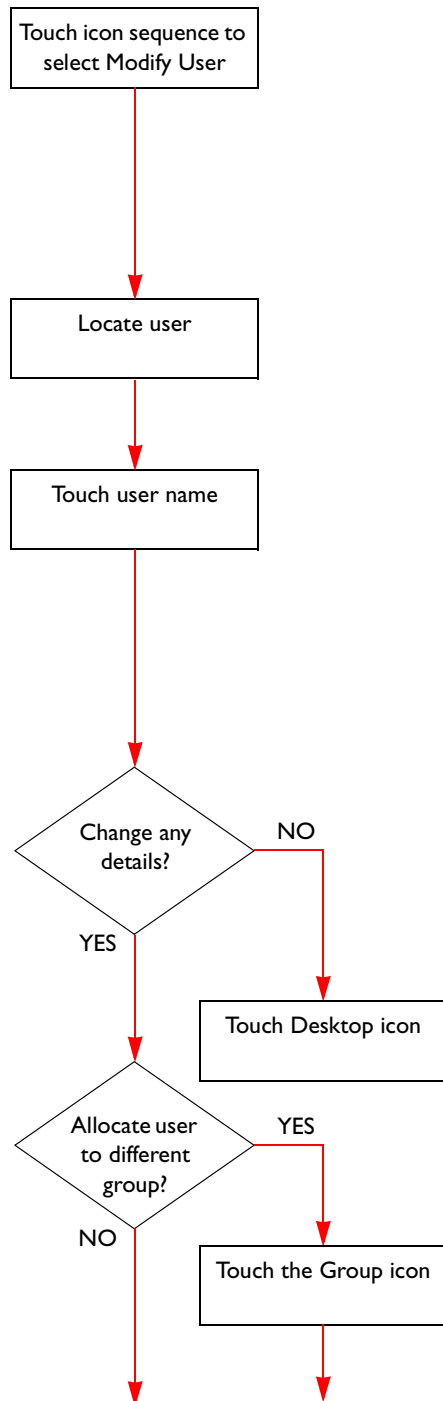 Touch icon sequence to
select Modify User
Locate user
Touch user name
Change any
details?
NO
YES
Touch Desktop icon
Allocate user
to different
group?
YES
NO
Touch the Group icon